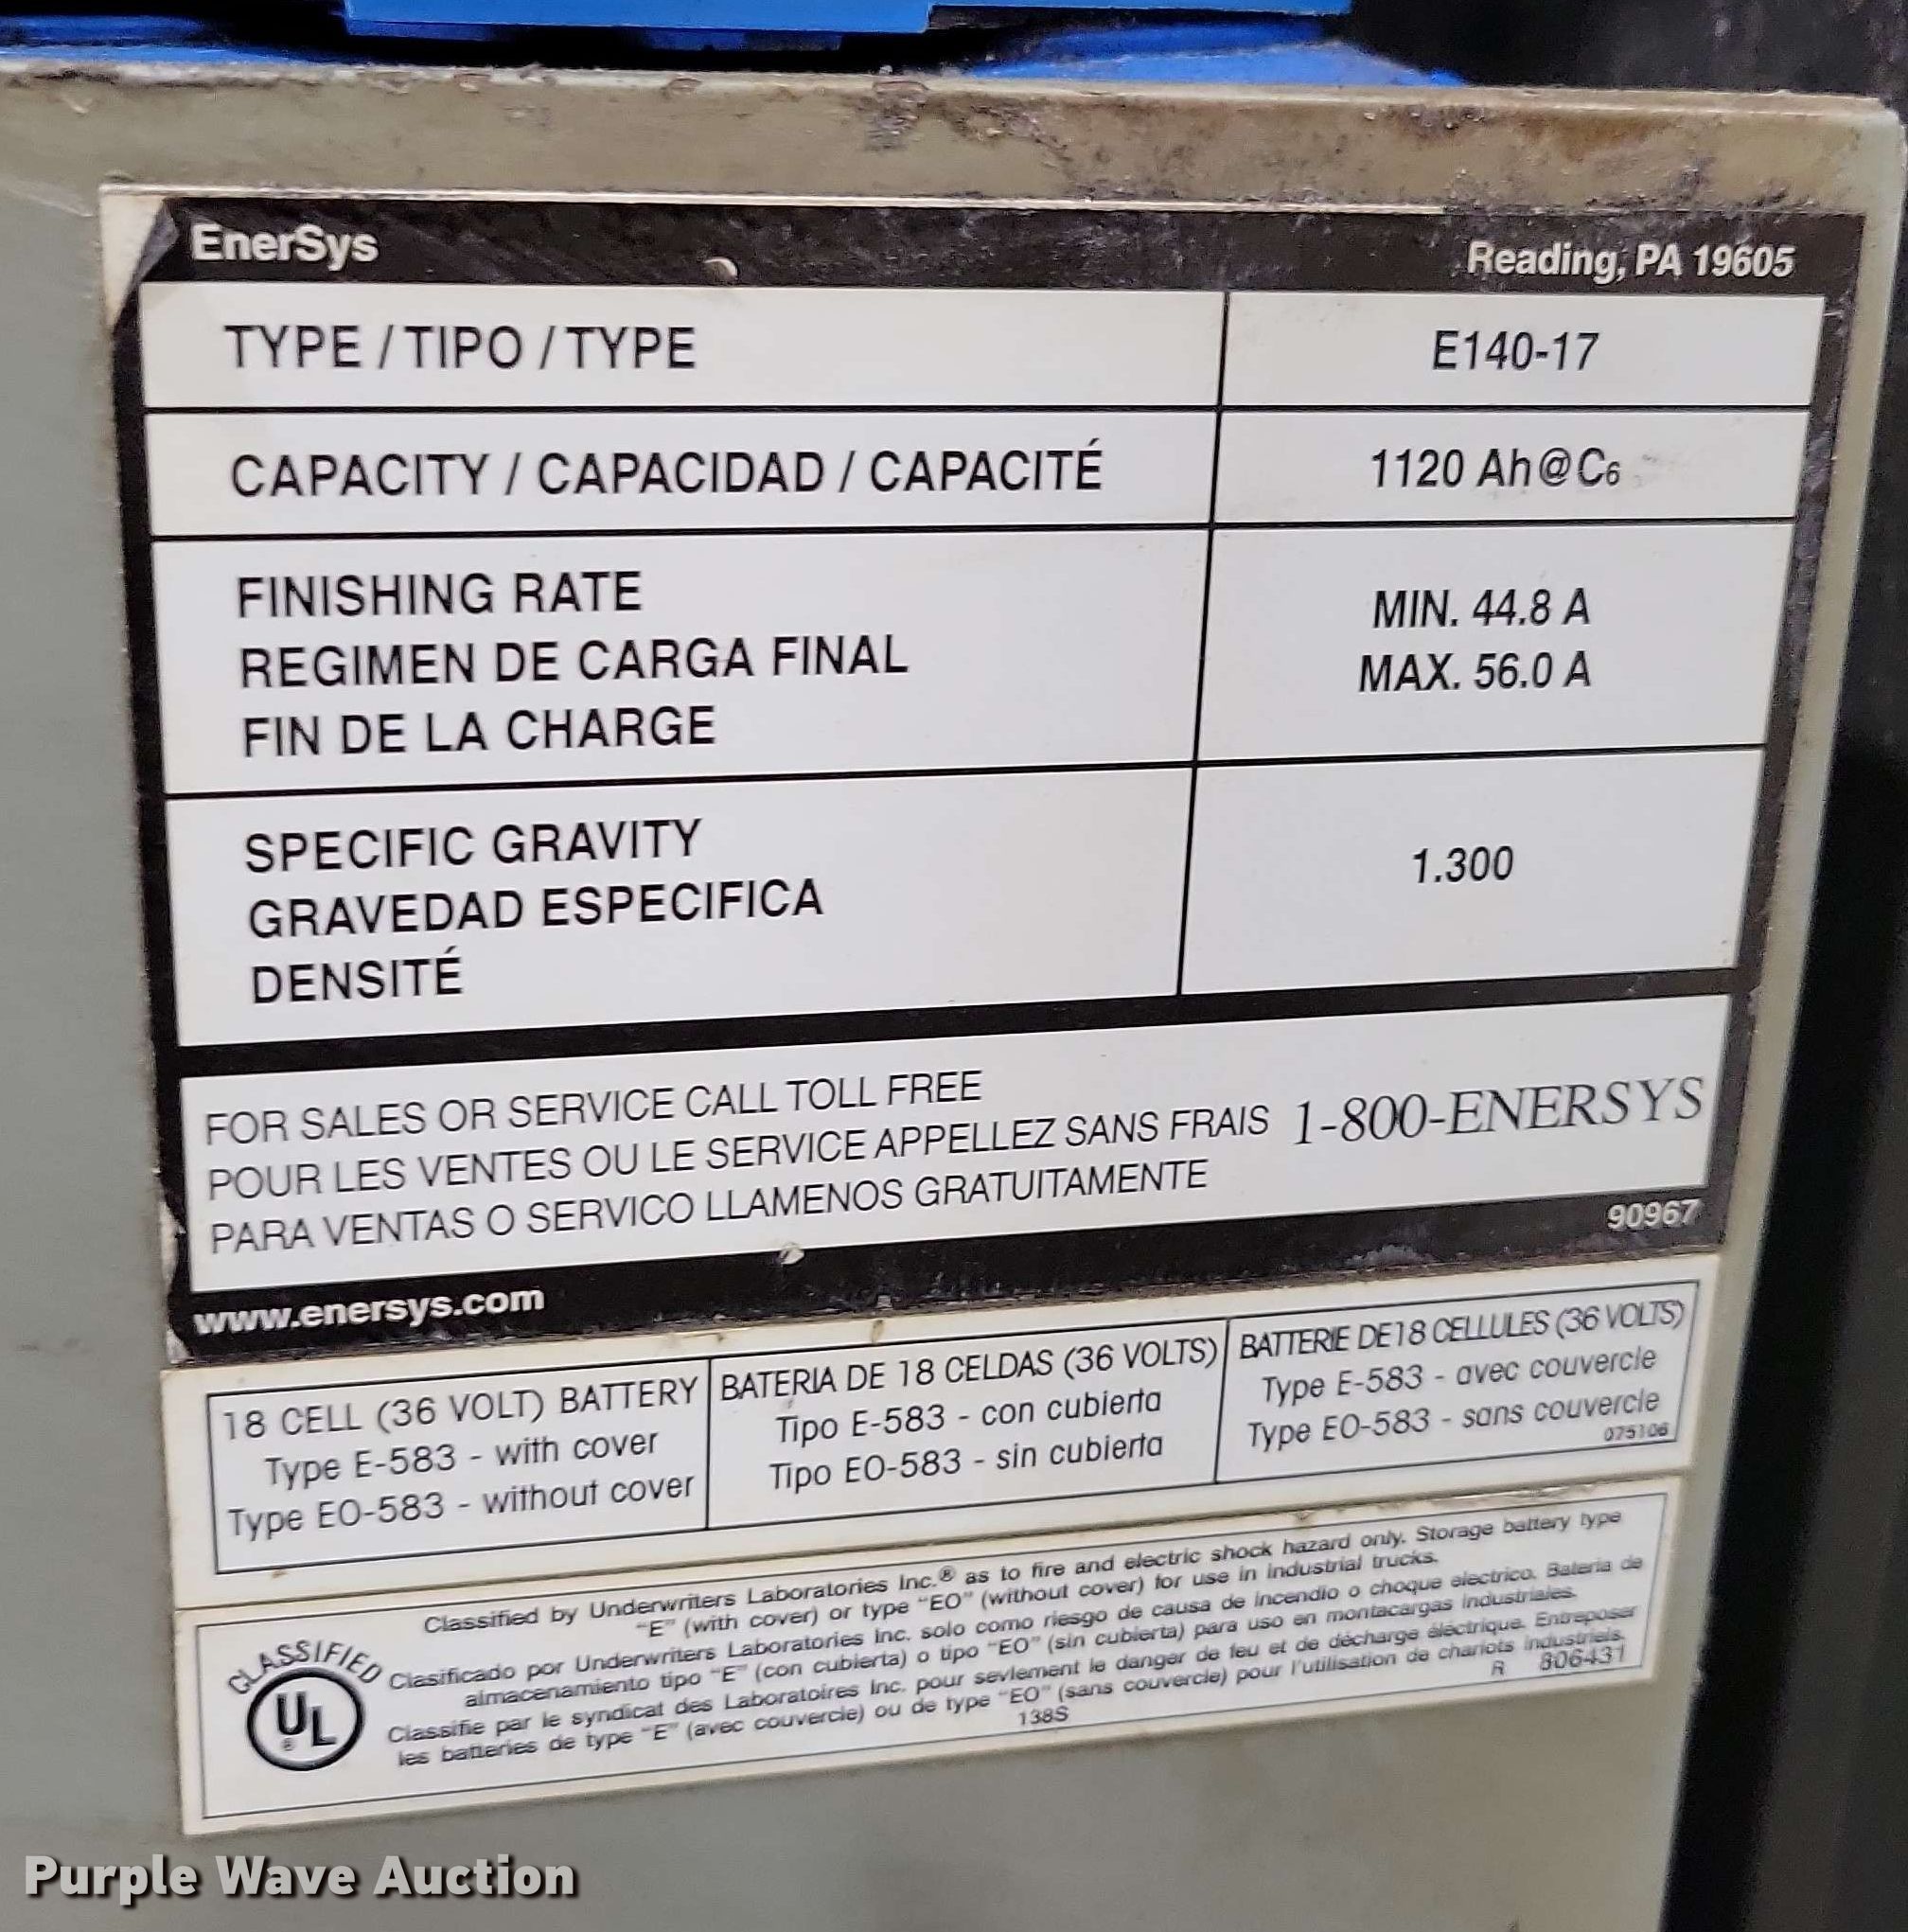 EnerSys
Reading, PA 19605
TYPE / TIPO / TYPE
E140-17
CAPACITY / CAPACIDAD / CAPACITÉ
1120 Ah@C6
FINISHING RATE
REGIMEN DE CARGA FINAL
FIN DE LA CHARGE
MIN. 44.8 A
MAX. 56.0 A
SPECIFIC GRAVITY
GRAVEDAD ESPECIFICA
DENSITÉ
1.300
FOR SALES OR SERVICE CALL TOLL FREE
POUR LES VENTES OU LE SERVICE APPELLEZ SANS FRAIS
PARA VENTAS O SERVICO LLAMENOS GRATUITAMENTE
1-800-ENERSYS
90967
www.enersys.com
18 CELL (36 VOLT) BATTERY
Type E-583 - with cover
Type EO-583 - without cover
BATERIA DE 18 CELDAS (36 VOLTS)
Tipo E-583 - con cubierta
Tipo EO-583 - sin cubierta
BATTERIE DE 18 CELLULES (36 VOLTS)
Type E-583 - avec couvercle
Type EO-583 - sans couvercle
075106
CLASSIFIED
UL
®
Classified by Underwriters Laboratories Inc.® as to fire and electric shock hazard only. Storage battery type
"E" (with cover) or type "EO" (without cover) for use in industrial trucks.
Clasificado por Underwriters Laboratories Inc. solo como riesgo de causa de incendio o choque electrico. Bateria de
almacenamiento tipo "E" (con cubierta) o tipo "EO" (sin cubierta) para uso en montacargas industriales.
Classifie par le syndicat des Laboratoires Inc. pour sevlement le danger de feu et de décharge éléctrique. Entreposer
les batteries de type "E" (avec couvercle) ou de type "EO" (sans couvercle) pour l'utilisation de chariots industriels.
138S
R 806431
Purple Wave Auction